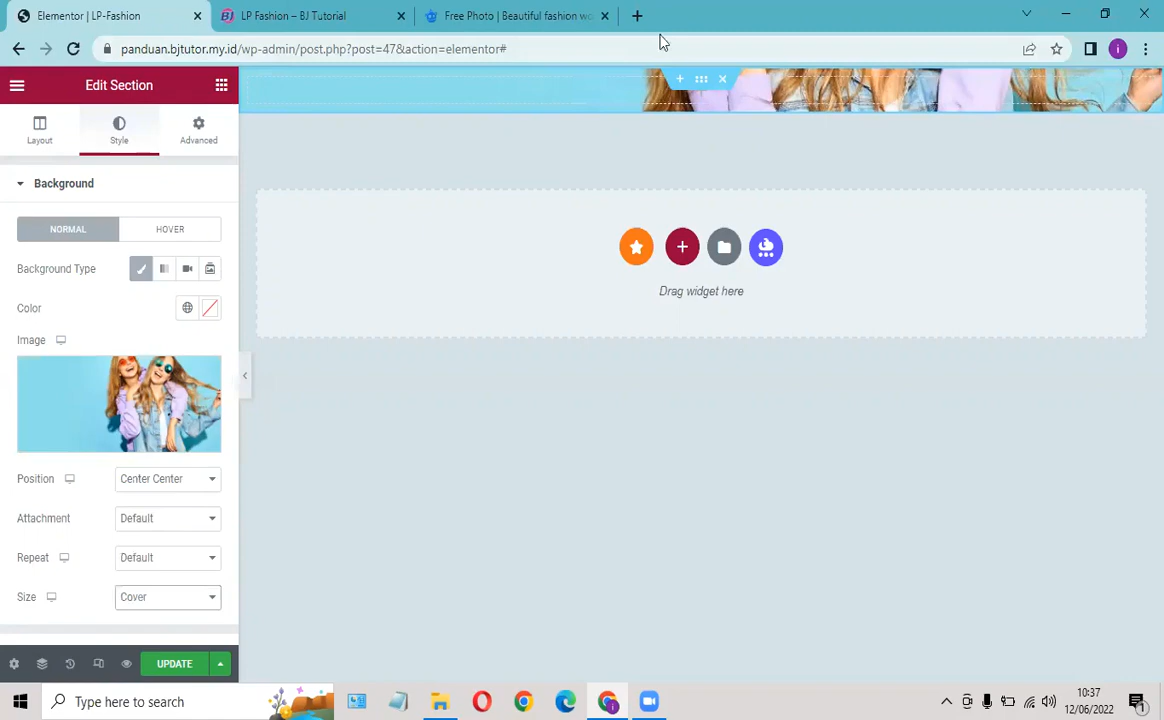 Elementor | LP-Fashion
LP Fashion – BJ Tutorial
Free Photo | Beautiful fashion wo
panduan.bjtutor.my.id/wp-admin/post.php?post=47&action=elementor#
i
Edit Section
Layout
Style
Advanced
Background
NORMAL
HOVER
Background Type
Color
Image
Position
Center Center
Attachment
Default
Repeat
Default
Size
Cover
UPDATE
Drag widget here
Type here to search
10:37
12/06/2022
1